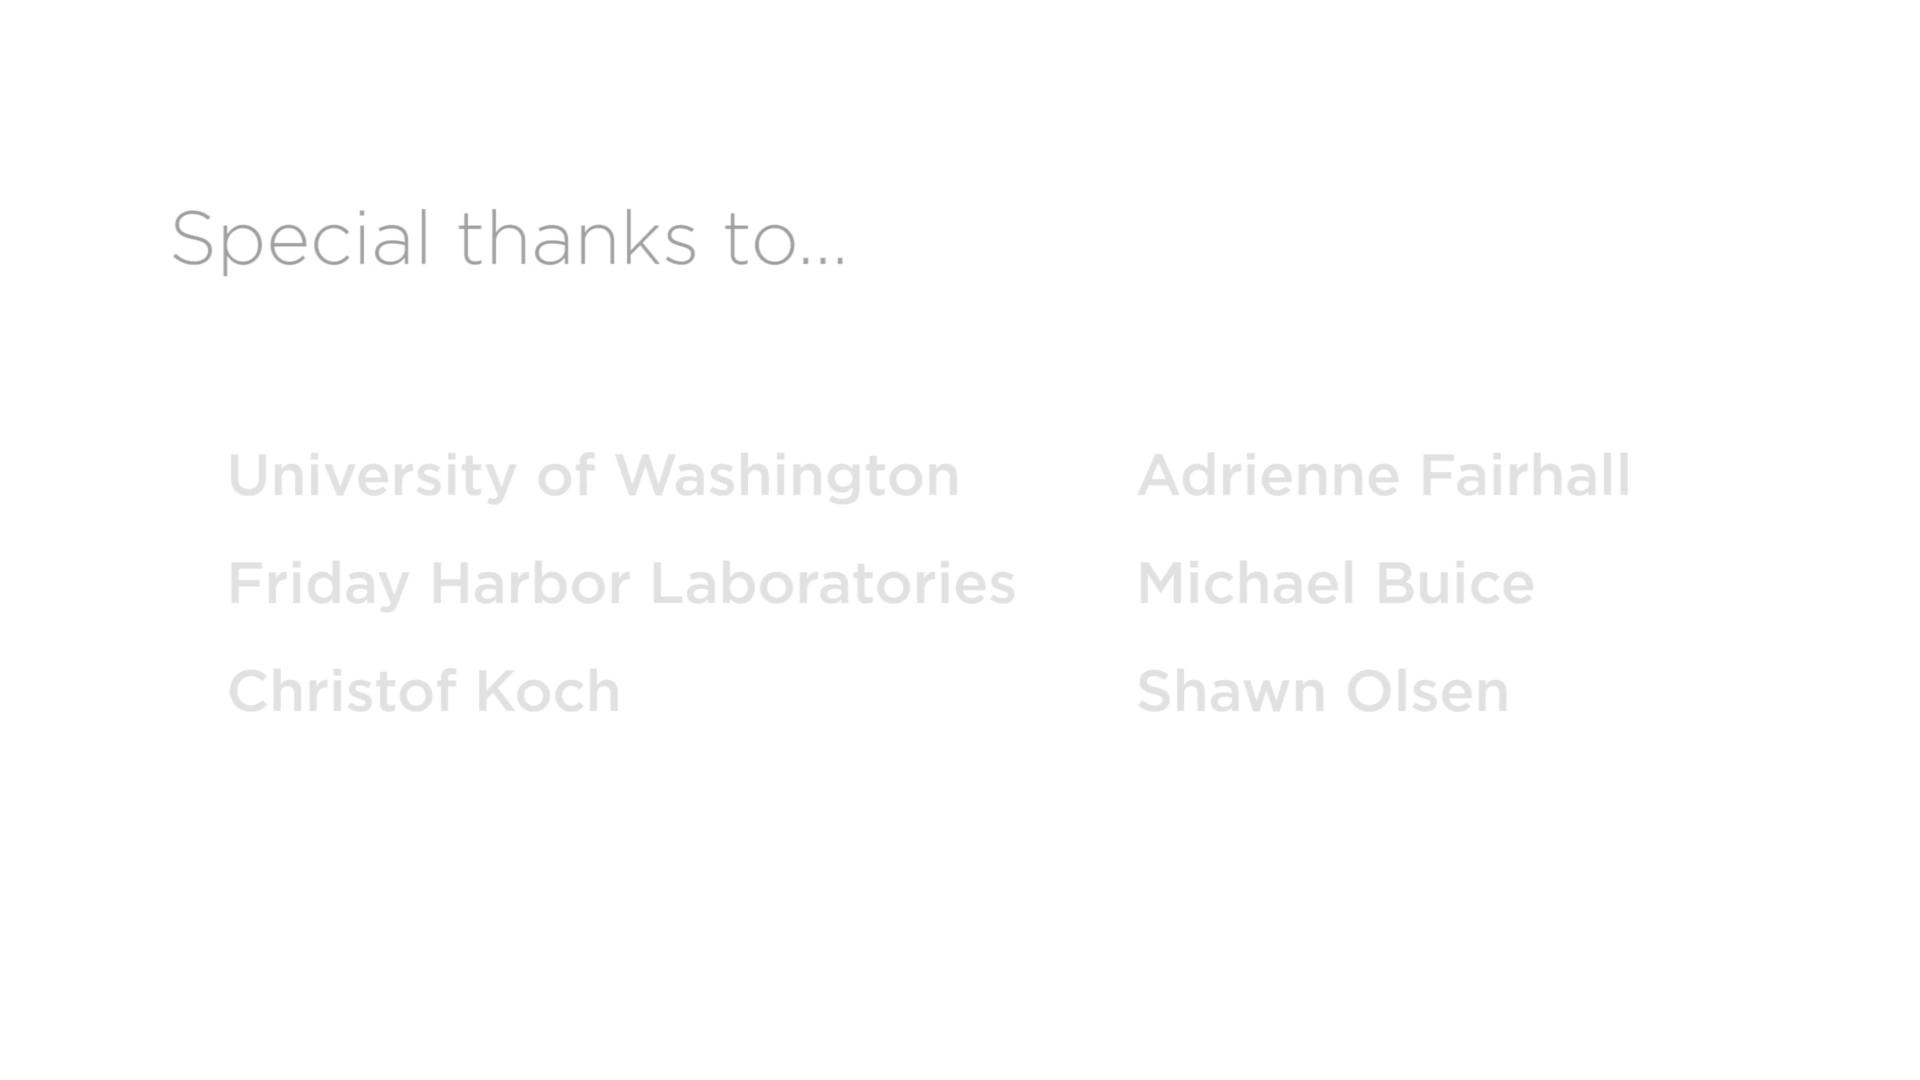 Special thanks to...
University of Washington
Friday Harbor Laboratories
Christof Koch
Adrienne Fairhall
Michael Buice
Shawn Olsen